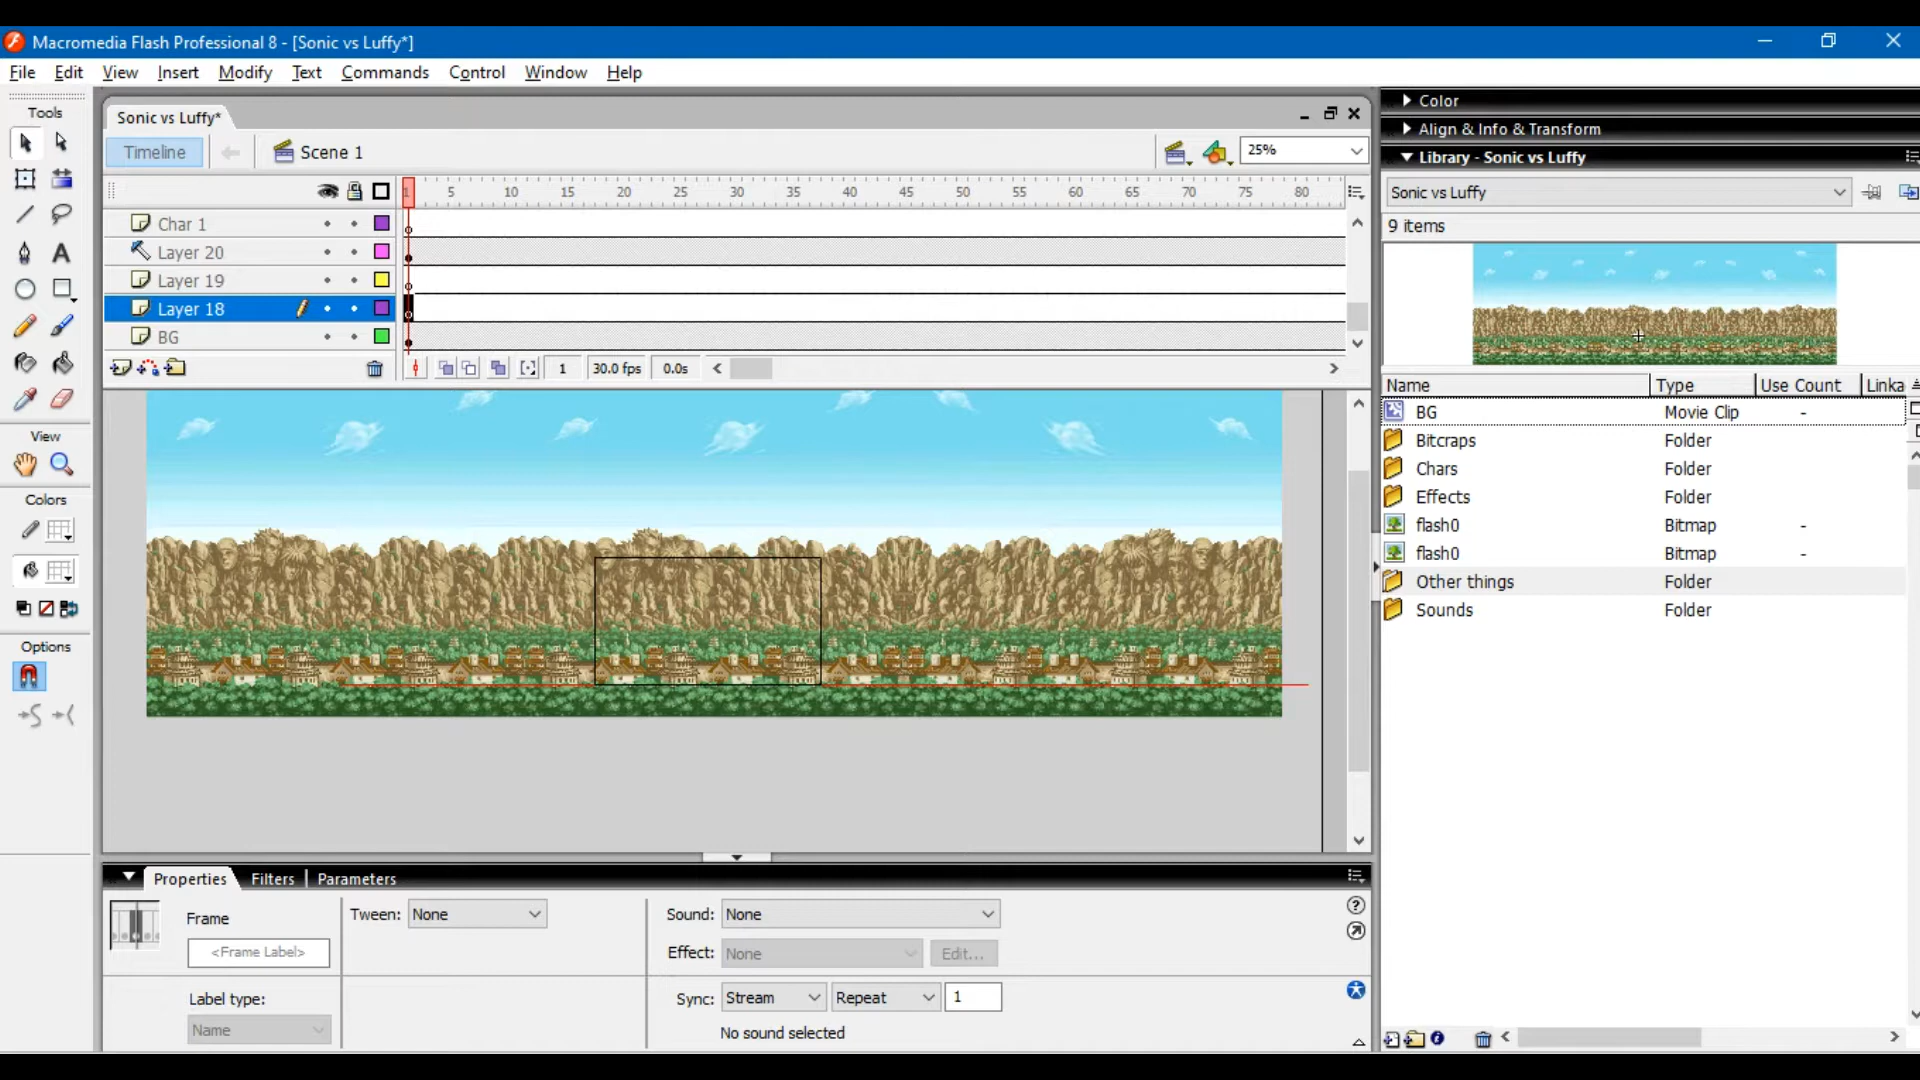 Macromedia Flash Professional 8 - [Sonic vs Luffy*]
File Edit View Insert Modify Text Commands Control Window Help
Tools
Sonic vs Luffy*
Timeline
Scene 1
25%
1 5 10 15 20 25 30 35 40 45 50 55 60 65 70 75 80
Char 1
Layer 20
Layer 19
Layer 18
BG
1 30.0 fps 0.0s
View
Colors
Options
Color
Align & Info & Transform
Library - Sonic vs Luffy
Sonic vs Luffy
9 items
Name Type Use Count Linka
BG Movie Clip -
Bitcraps Folder
Chars Folder
Effects Folder
flash0 Bitmap -
flash0 Bitmap -
Other things Folder
Sounds Folder
Properties Filters Parameters
Frame
<Frame Label>
Label type:
Name
Tween: None
Sound: None
Effect: None Edit...
Sync: Stream Repeat 1
No sound selected